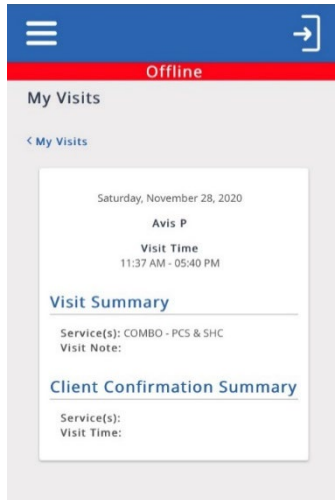 Offline
My Visits
< My Visits
Saturday, November 28, 2020
Avis P
Visit Time
11:37 AM - 05:40 PM
Visit Summary
Service(s): COMBO - PCS & SHC
Visit Note:
Client Confirmation Summary
Service(s):
Visit Time: